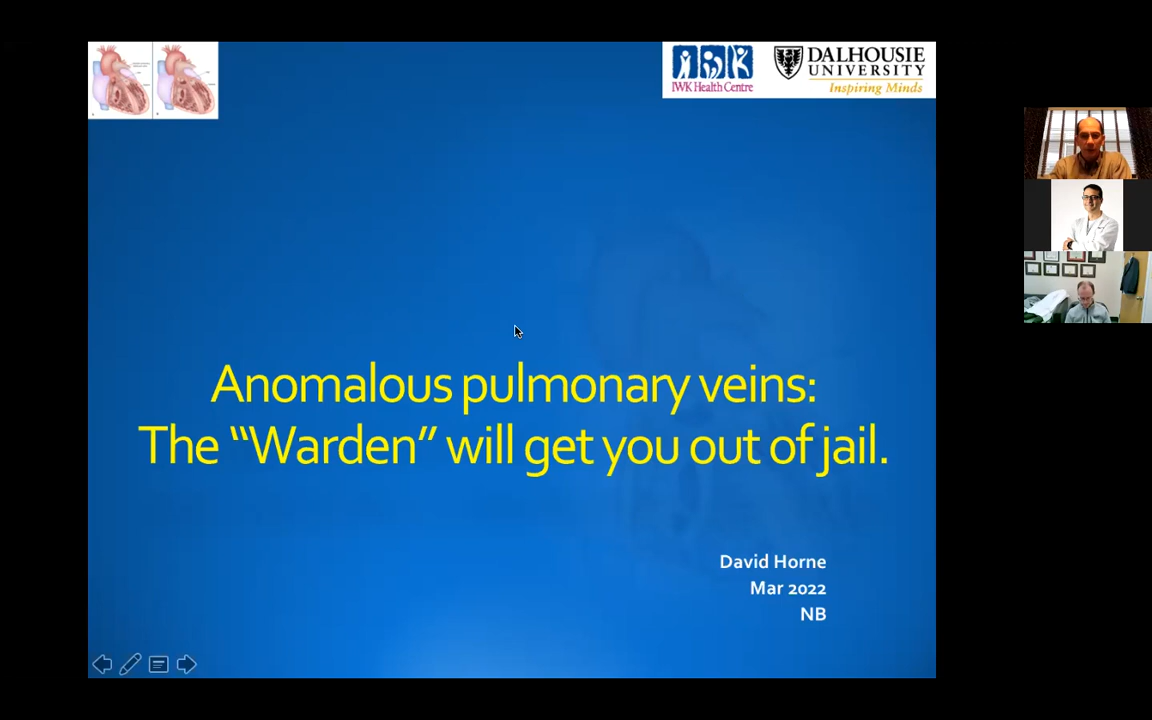 IWK Health Centre
DALHOUSIE
UNIVERSITY
Inspiring Minds
Anomalous pulmonary veins:
The “Warden” will get you out of jail.
David Horne
Mar 2022
NB